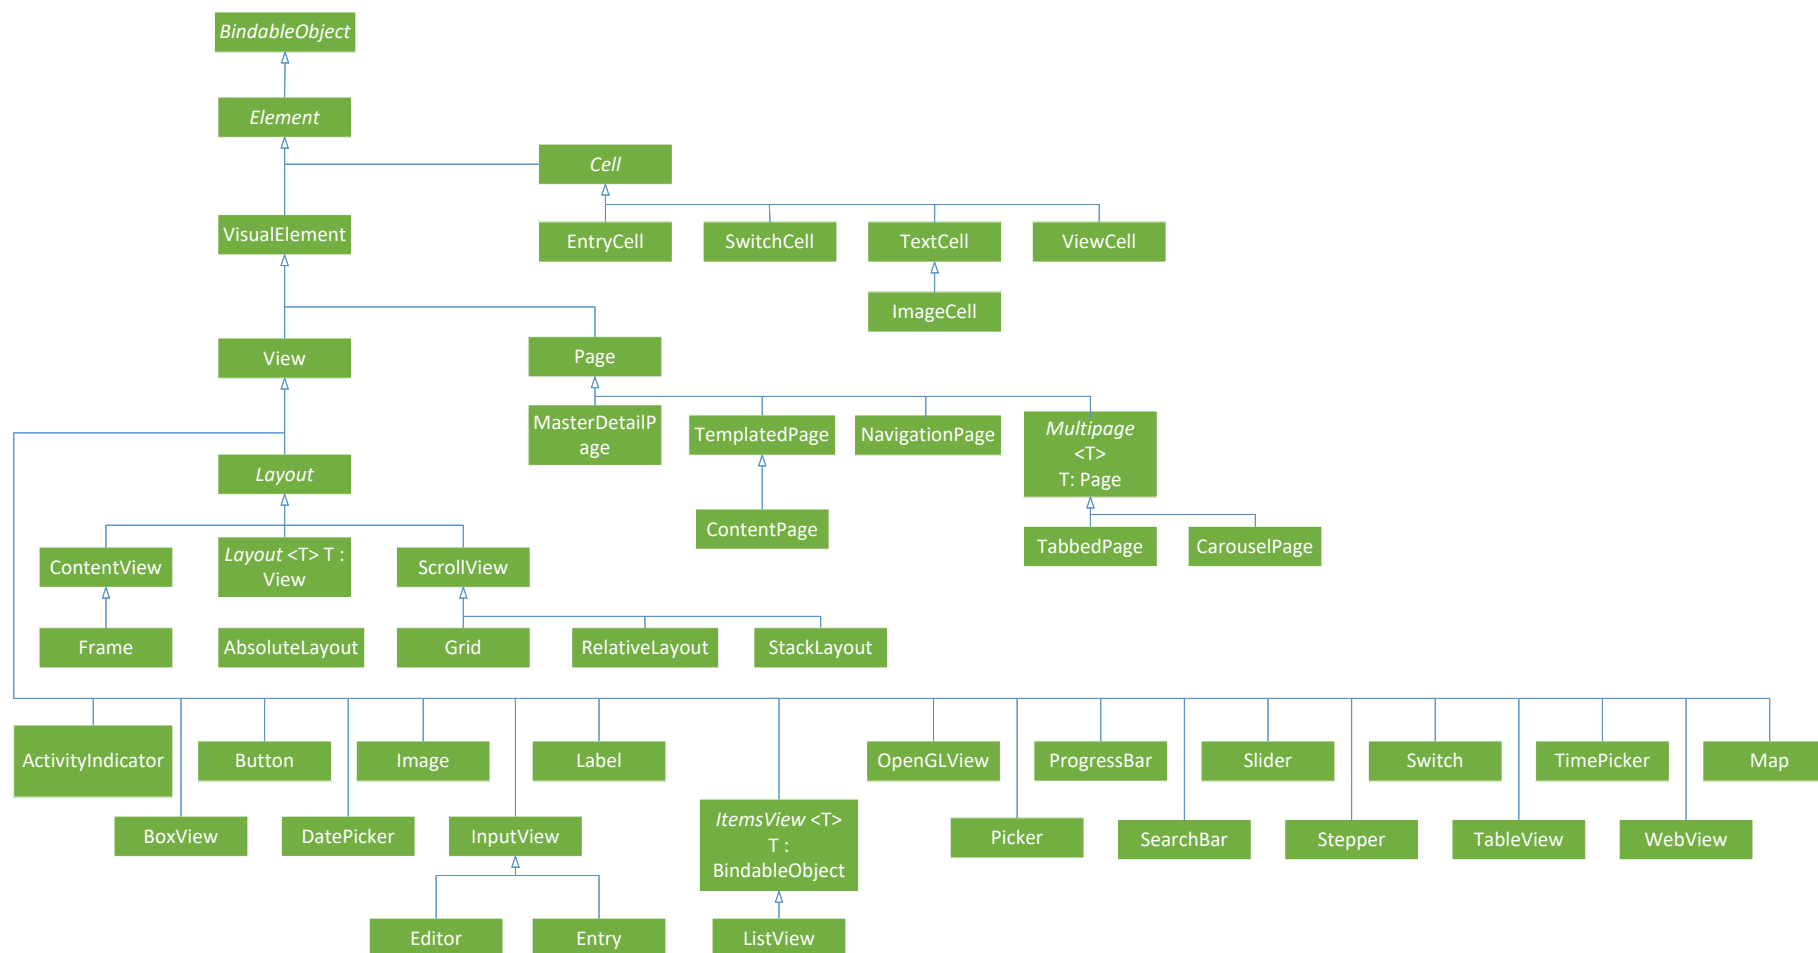 BindableObject
Element
Cell
VisualElement
EntryCell
SwitchCell
TextCell
ViewCell
ImageCell
View
Page
MasterDetailP
age
TemplatedPage
NavigationPage
Multipage
<T>
T: Page
Layout
ContentPage
TabbedPage
CarouselPage
ContentView
Layout <T> T :
View
ScrollView
Frame
AbsoluteLayout
Grid
RelativeLayout
StackLayout
ActivityIndicator
Button
Image
Label
OpenGLView
ProgressBar
Slider
Switch
TimePicker
Map
BoxView
DatePicker
InputView
ItemsView <T>
T :
BindableObject
Picker
SearchBar
Stepper
TableView
WebView
Editor
Entry
ListView